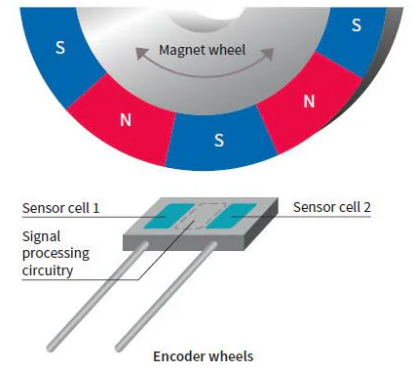 S
S
Magnet wheel
N
N
S
Sensor cell 1
Sensor cell 2
Signal
processing
circuitry
Encoder wheels